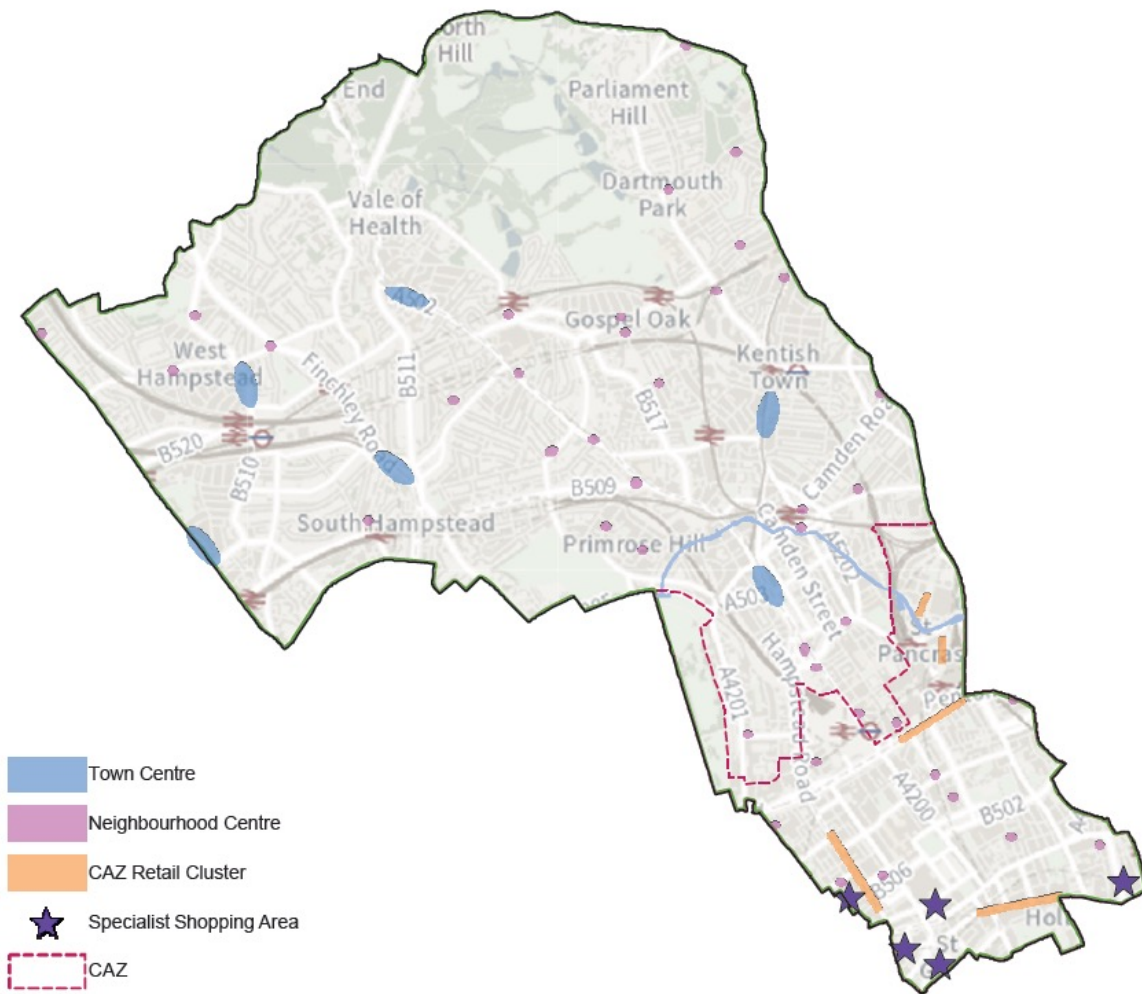 orth
Hill
End
Parliament
Hill
Dartmouth
Park
Vale of
Health
A502
Gospel Oak
West
Hampstead
Kentish
Town
Finchley Road
B511
B517
B520
B510
Camden Road
B509
South Hampstead
Primrose Hill
Camden Street
A5202
A503
St
Pancras
Hampstead Road
A4201
Pen
A4200
B502
B506
Hol
St
Town Centre
Neighbourhood Centre
CAZ Retail Cluster
Specialist Shopping Area
CAZ